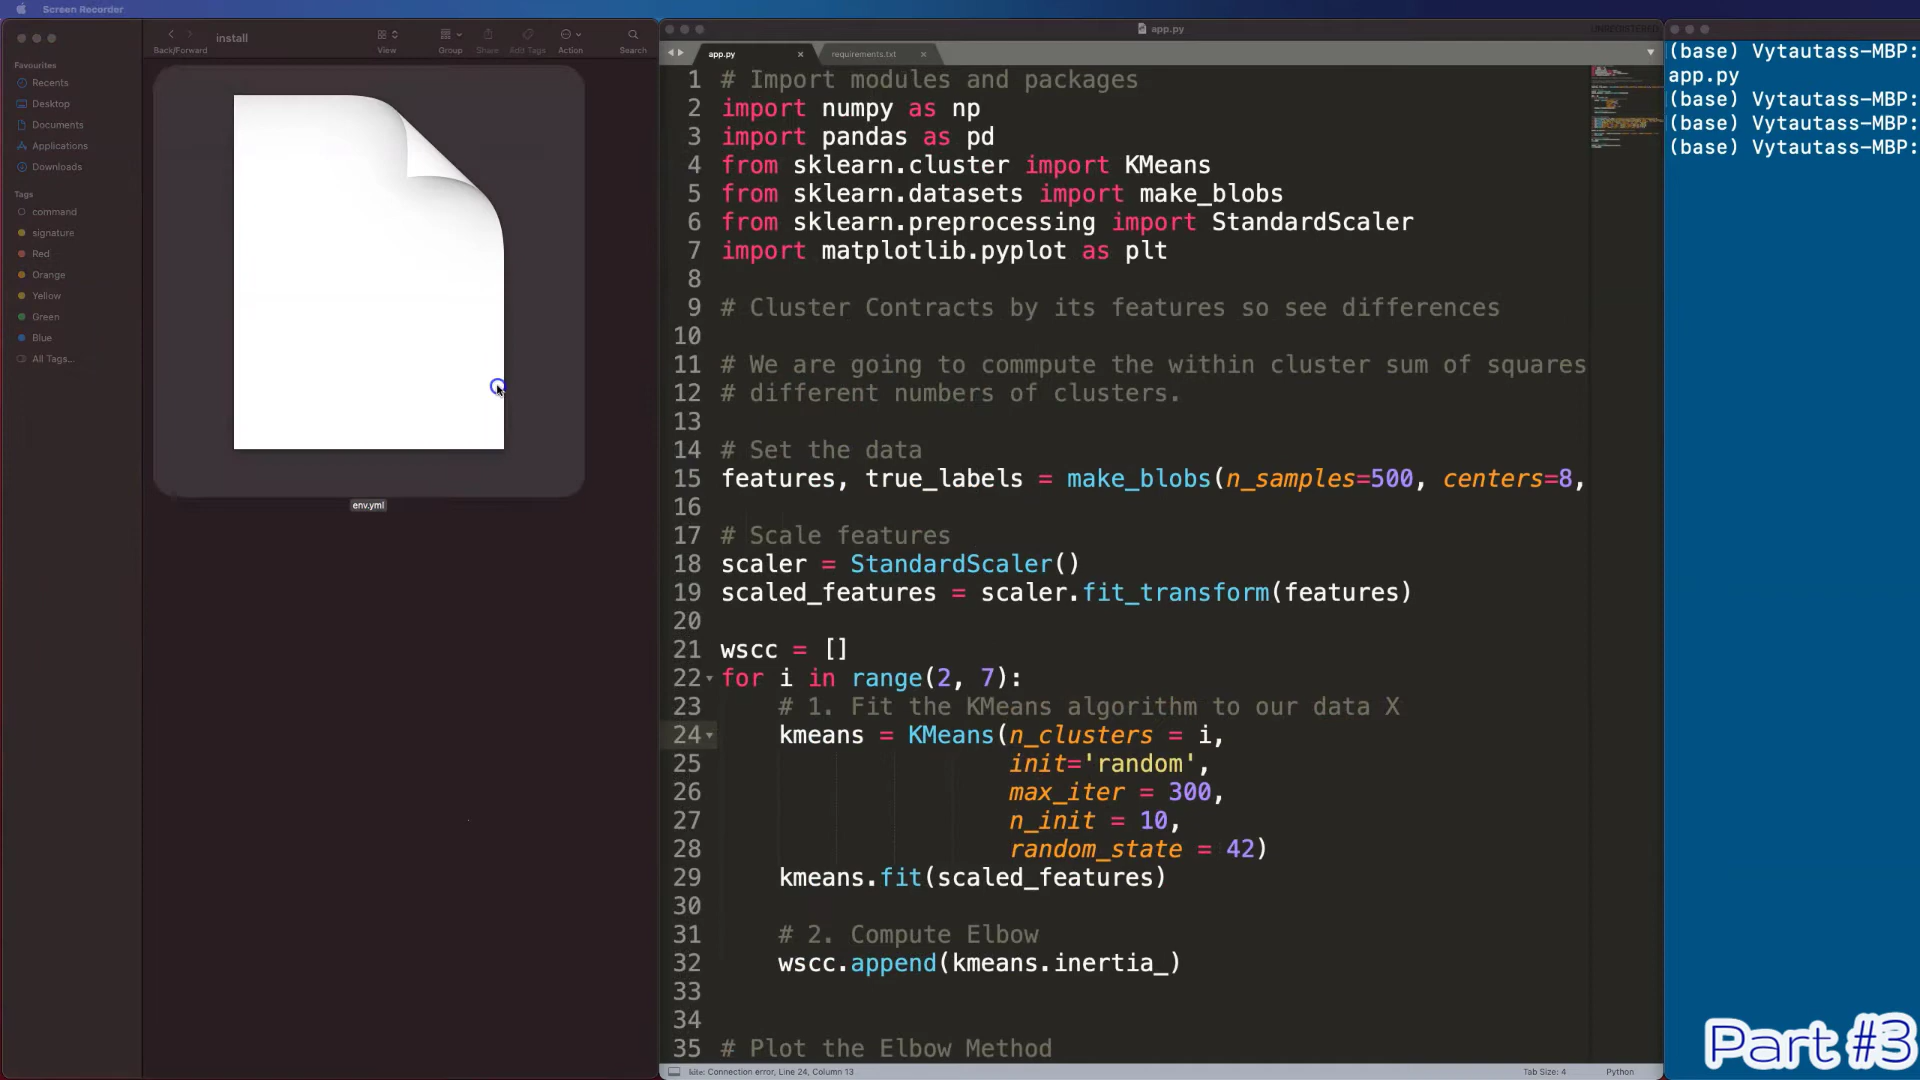 Screen Recorder
install
Back/Forward
View
Group
Share
Edit Tags
Action
Search
Favourites
Recents
Desktop
Documents
Applications
Downloads
Tags
command
signature
Red
Orange
Yellow
Green
Blue
All Tags...
env.yml
app.py
UNREGISTERED
app.py
requirements.txt
1 # Import modules and packages
2 import numpy as np
3 import pandas as pd
4 from sklearn.cluster import KMeans
5 from sklearn.datasets import make_blobs
6 from sklearn.preprocessing import StandardScaler
7 import matplotlib.pyplot as plt
8
9 # Cluster Contracts by its features so see differences
10
11 # We are going to commpute the within cluster sum of squares
12 # different numbers of clusters.
13
14 # Set the data
15 features, true_labels = make_blobs(n_samples=500, centers=8,
16
17 # Scale features
18 scaler = StandardScaler()
19 scaled_features = scaler.fit_transform(features)
20
21 wscc = []
22 for i in range(2, 7):
23 # 1. Fit the KMeans algorithm to our data X
24 kmeans = KMeans(n_clusters = i,
25 init='random',
26 max_iter = 300,
27 n_init = 10,
28 random_state = 42)
29 kmeans.fit(scaled_features)
30
31 # 2. Compute Elbow
32 wscc.append(kmeans.inertia_)
33
34
35 # Plot the Elbow Method
kite: Connection error, Line 24, Column 13
Tab Size: 4
Python
(base) Vytautass-MBP:
app.py
(base) Vytautass-MBP:
(base) Vytautass-MBP:
(base) Vytautass-MBP:
Part #3